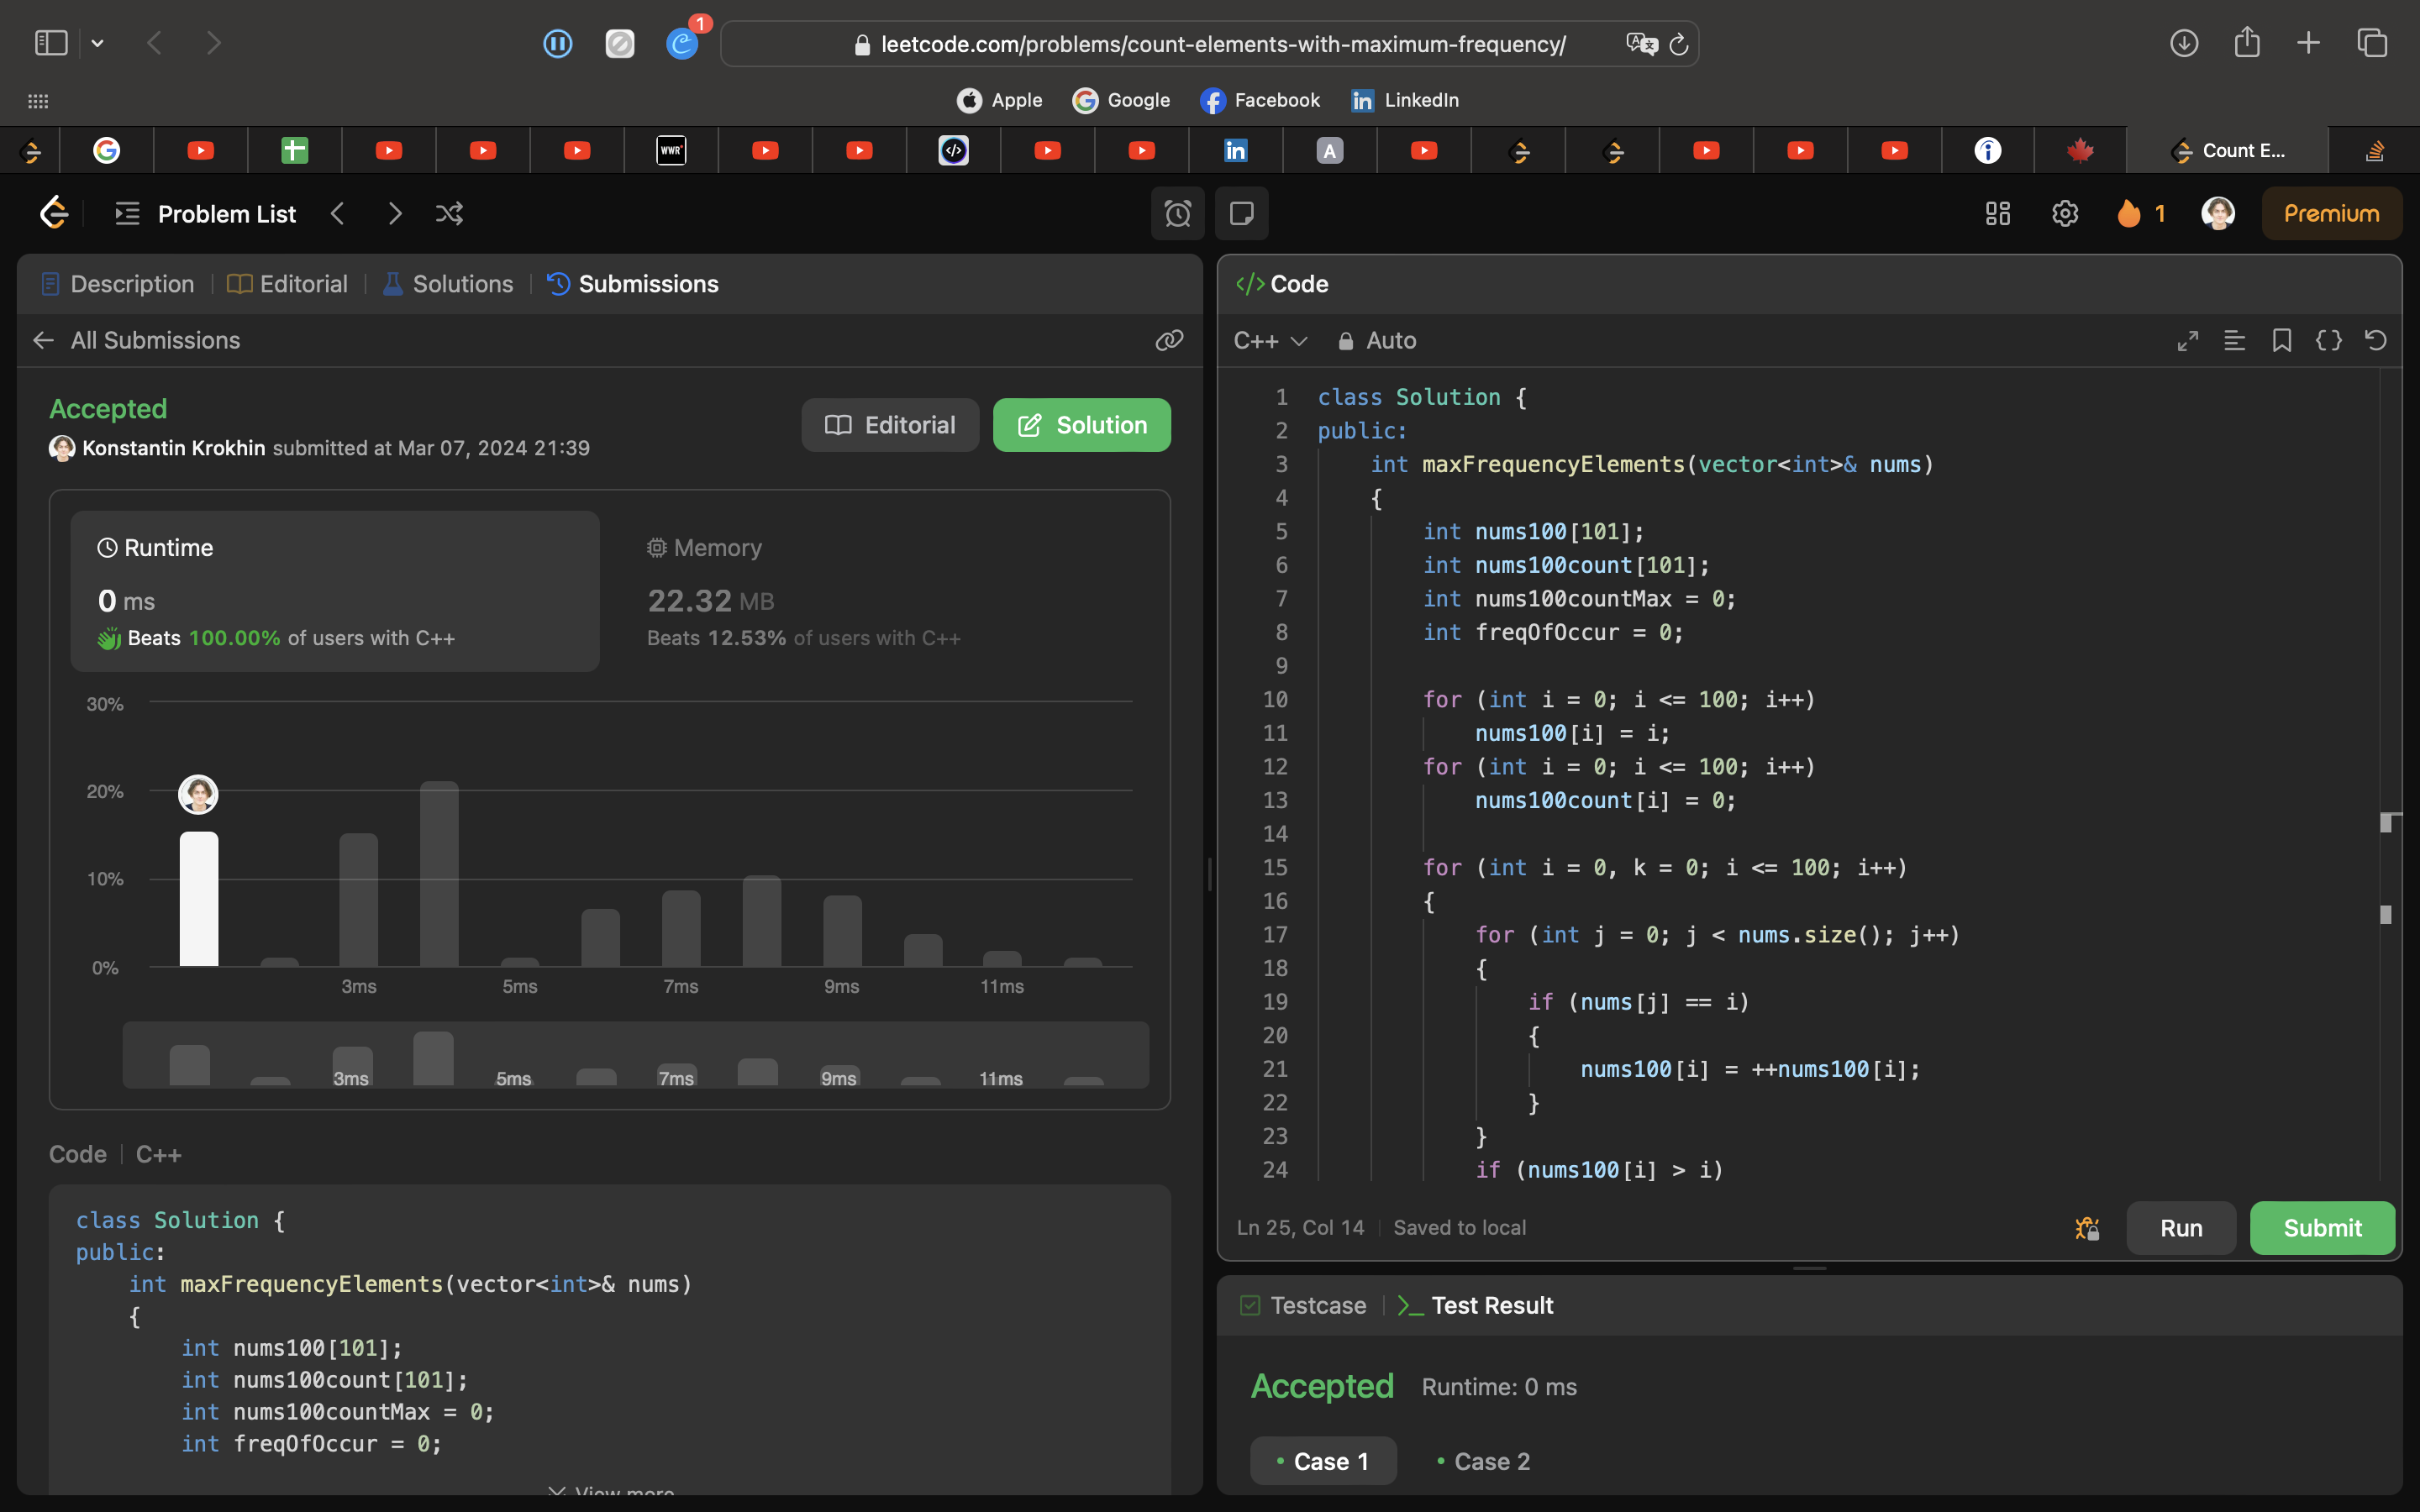 1
leetcode.com/problems/count-elements-with-maximum-frequency/
Apple
Google
Facebook
LinkedIn
WWR
Count E...
Problem List
1
Premium
Description
Editorial
Solutions
Submissions
All Submissions
Accepted
Konstantin Krokhin submitted at Mar 07, 2024 21:39
Editorial
Solution
Runtime
0 ms
Beats 100.00% of users with C++
Memory
22.32 MB
Beats 12.53% of users with C++
30%
20%
10%
0%
3ms
5ms
7ms
9ms
11ms
3ms
5ms
7ms
9ms
11ms
Code
C++
class Solution {
public:
int maxFrequencyElements(vector<int>& nums)
{
int nums100[101];
int nums100count[101];
int nums100countMax = 0;
int freqOfOccur = 0;
View more
</> Code
C++
Auto
1 class Solution {
2 public:
3 int maxFrequencyElements(vector<int>& nums)
4 {
5 int nums100[101];
6 int nums100count[101];
7 int nums100countMax = 0;
8 int freqOfOccur = 0;
9
10 for (int i = 0; i <= 100; i++)
11 nums100[i] = i;
12 for (int i = 0; i <= 100; i++)
13 nums100count[i] = 0;
14
15 for (int i = 0, k = 0; i <= 100; i++)
16 {
17 for (int j = 0; j < nums.size(); j++)
18 {
19 if (nums[j] == i)
20 {
21 nums100[i] = ++nums100[i];
22 }
23 }
24 if (nums100[i] > i)
Ln 25, Col 14
Saved to local
Run
Submit
Testcase
Test Result
Accepted
Runtime: 0 ms
Case 1
Case 2